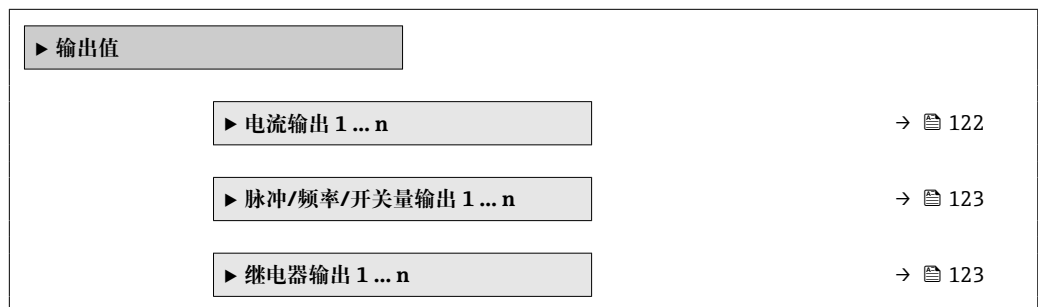 ▶ 输出值
▶ 电流输出 1 … n → 🖹 122
▶ 脉冲/频率/开关量输出 1 … n → 🖹 123
▶ 继电器输出 1 … n → 🖹 123